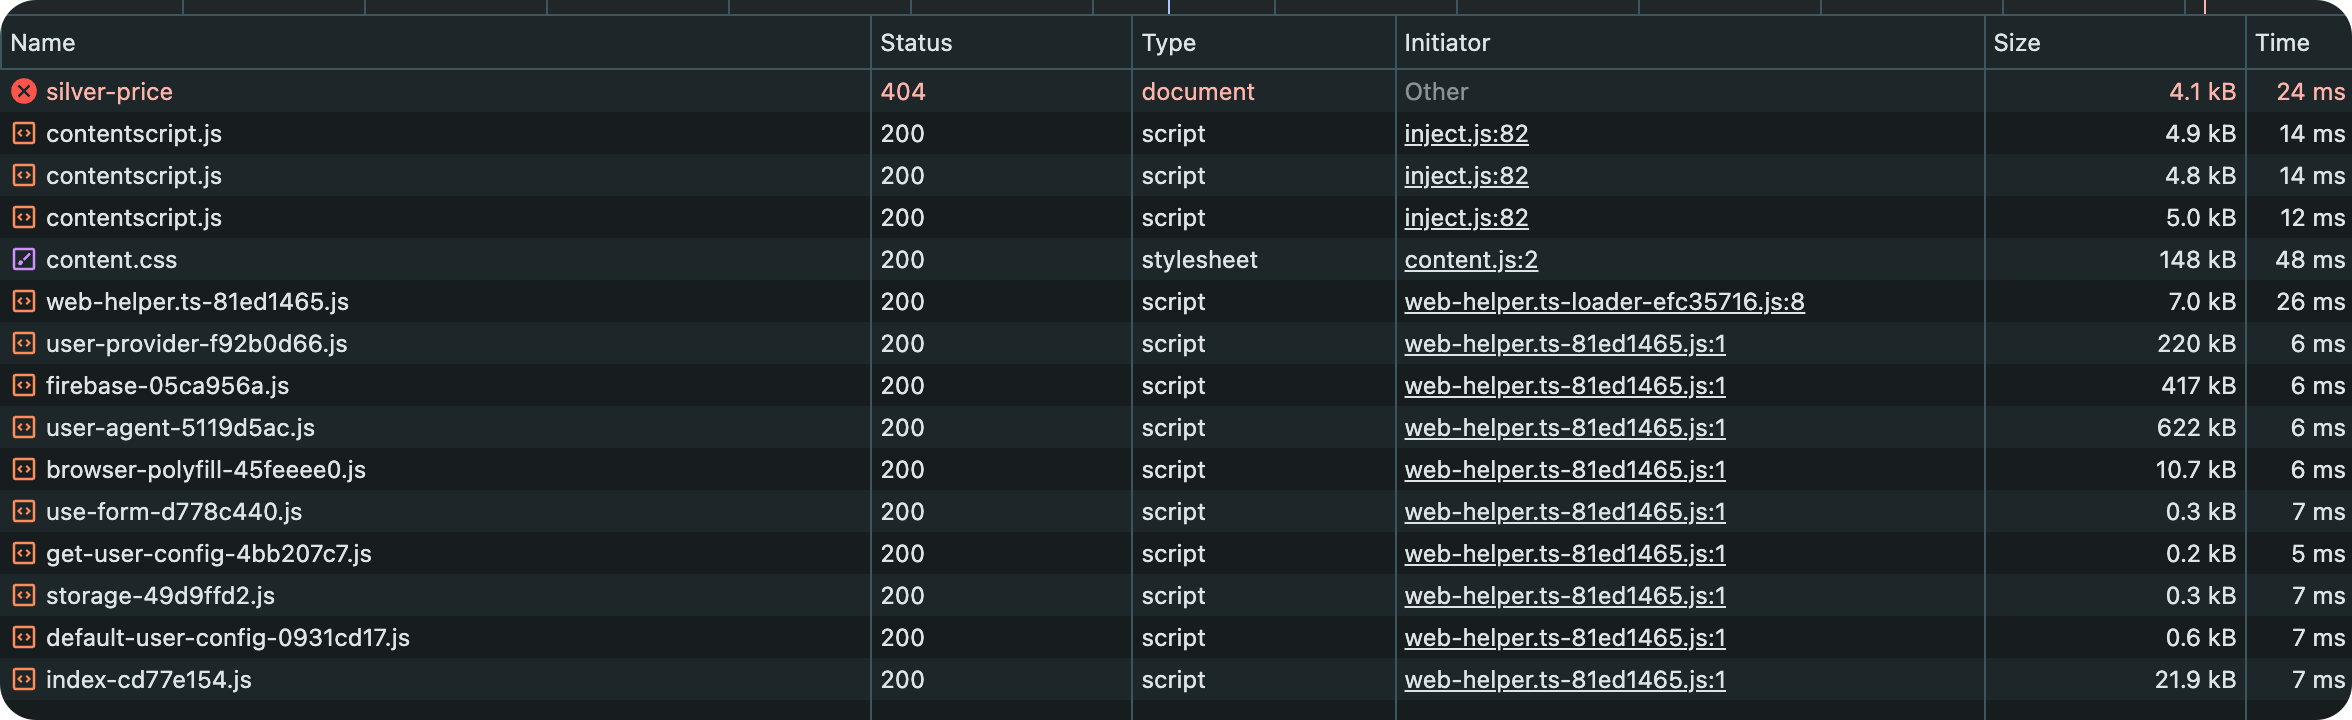 Name Status Type Initiator Size Time
silver-price 404 document Other 4.1 kB 24 ms
contentscript.js 200 script inject.js:82 4.9 kB 14 ms
contentscript.js 200 script inject.js:82 4.8 kB 14 ms
contentscript.js 200 script inject.js:82 5.0 kB 12 ms
content.css 200 stylesheet content.js:2 148 kB 48 ms
web-helper.ts-81ed1465.js 200 script web-helper.ts-loader-efc35716.js:8 7.0 kB 26 ms
user-provider-f92b0d66.js 200 script web-helper.ts-81ed1465.js:1 220 kB 6 ms
firebase-05ca956a.js 200 script web-helper.ts-81ed1465.js:1 417 kB 6 ms
user-agent-5119d5ac.js 200 script web-helper.ts-81ed1465.js:1 622 kB 6 ms
browser-polyfill-45feeee0.js 200 script web-helper.ts-81ed1465.js:1 10.7 kB 6 ms
use-form-d778c440.js 200 script web-helper.ts-81ed1465.js:1 0.3 kB 7 ms
get-user-config-4bb207c7.js 200 script web-helper.ts-81ed1465.js:1 0.2 kB 5 ms
storage-49d9ffd2.js 200 script web-helper.ts-81ed1465.js:1 0.3 kB 7 ms
default-user-config-0931cd17.js 200 script web-helper.ts-81ed1465.js:1 0.6 kB 7 ms
index-cd77e154.js 200 script web-helper.ts-81ed1465.js:1 21.9 kB 7 ms